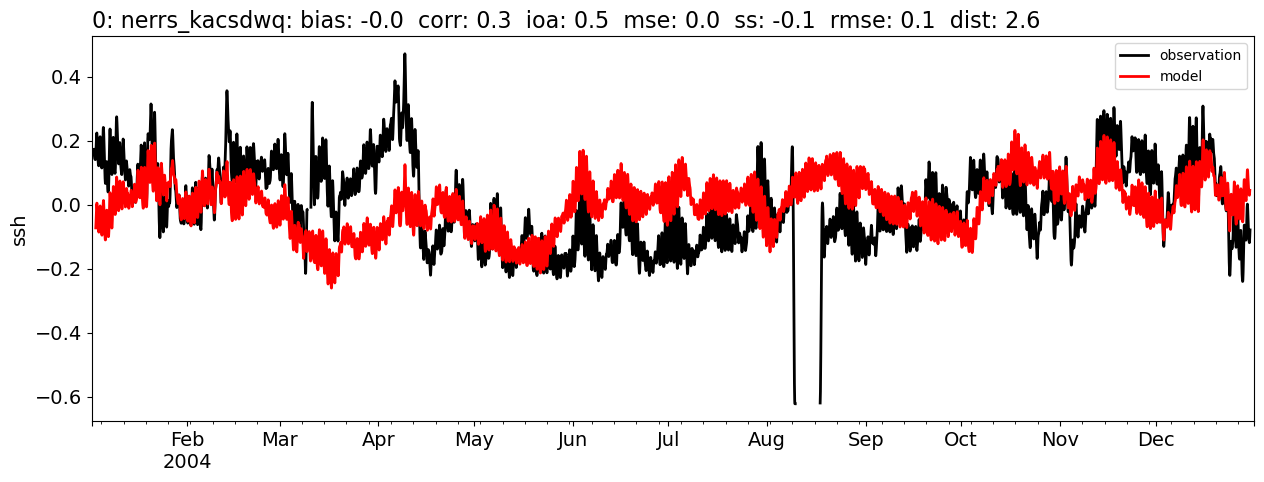 0: nerrs_kacsdwq: bias: -0.0  corr: 0.3  ioa: 0.5  mse: 0.0  ss: -0.1  rmse: 0.1  dist: 2.6
observation
model
ssh
0.4
0.2
0.0
−0.2
−0.4
−0.6
Feb Mar Apr May Jun Jul Aug Sep Oct Nov Dec
2004